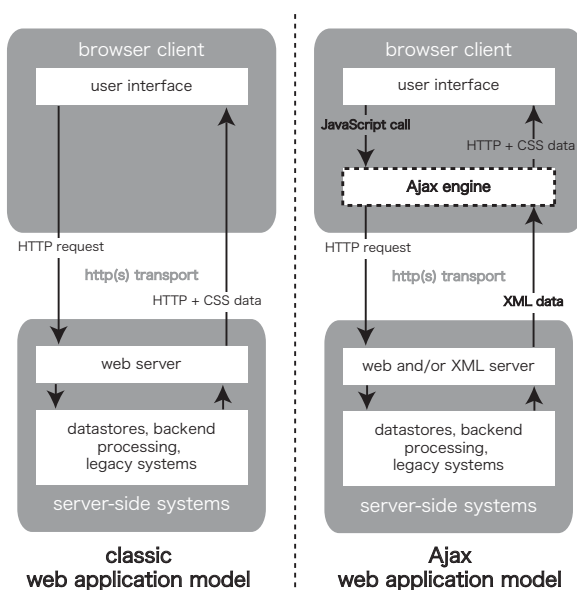 browser client
user interface
HTTP request
http(s) transport
HTTP + CSS data
web server
datastores, backend
processing,
legacy systems
server-side systems
classic
web application model
browser client
user interface
JavaScript call
HTTP + CSS data
Ajax engine
HTTP request
http(s) transport
XML data
web and/or XML server
datastores, backend
processing,
legacy systems
server-side systems
Ajax
web application model